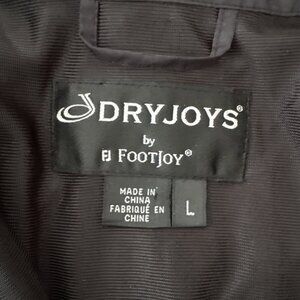 DRYJOYS®
by
FJ FOOTJOY®
MADE IN
CHINA
FABRIQUÉ EN
CHINE
L